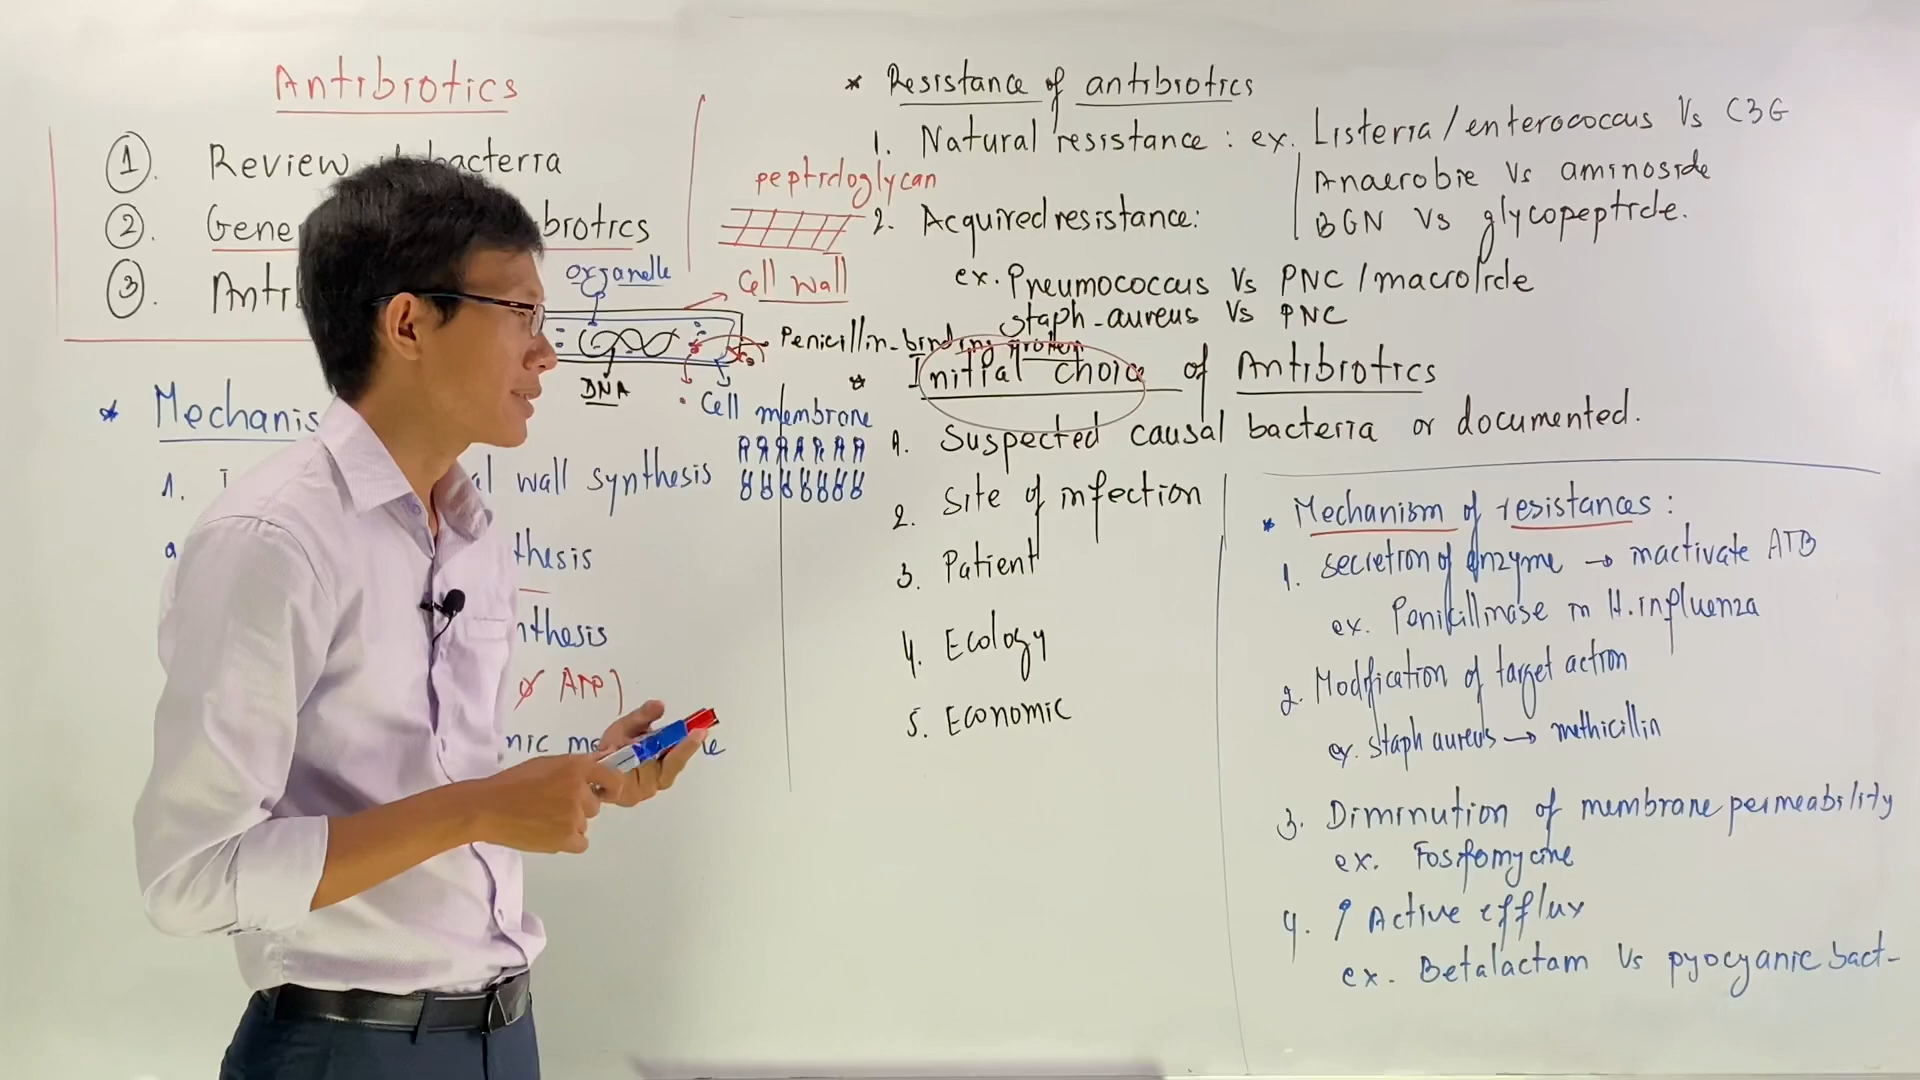 Antibiotics
1. Review bacteria
2. Gene biotics
3. Anti
peptidoglycan
organelle
Cell wall
Penicillin-binding protein
DNA
Cell membrane
* Mechanis
1. wall synthesis
thesis
nthesis
ATP)
nic
* Resistance of antibiotics
1. Natural resistance : ex. Listeria/enterococcus Vs C3G
Anaerobie Vs aminoside
BGN Vs glycopeptide.
2. Acquired resistance:
ex. Pneumococcus Vs PNC/macrolide
Staph-aureus Vs PNC
* Initial choice of Antibiotics
1. Suspected causal bacteria or documented.
2. Site of infection
3. Patient
4. Ecology
5. Economic
* Mechanism of resistances :
1. Secretion of enzyme → inactivate ATB
ex. Penikillinase in H.influenza
2. Modification of target action
ex. Staph aureus → methicillin
3. Diminution of membrane permeability
ex. Fosfomycine
4. ↑ Active efflux
ex. Betalactam Vs pyocyanic bact-